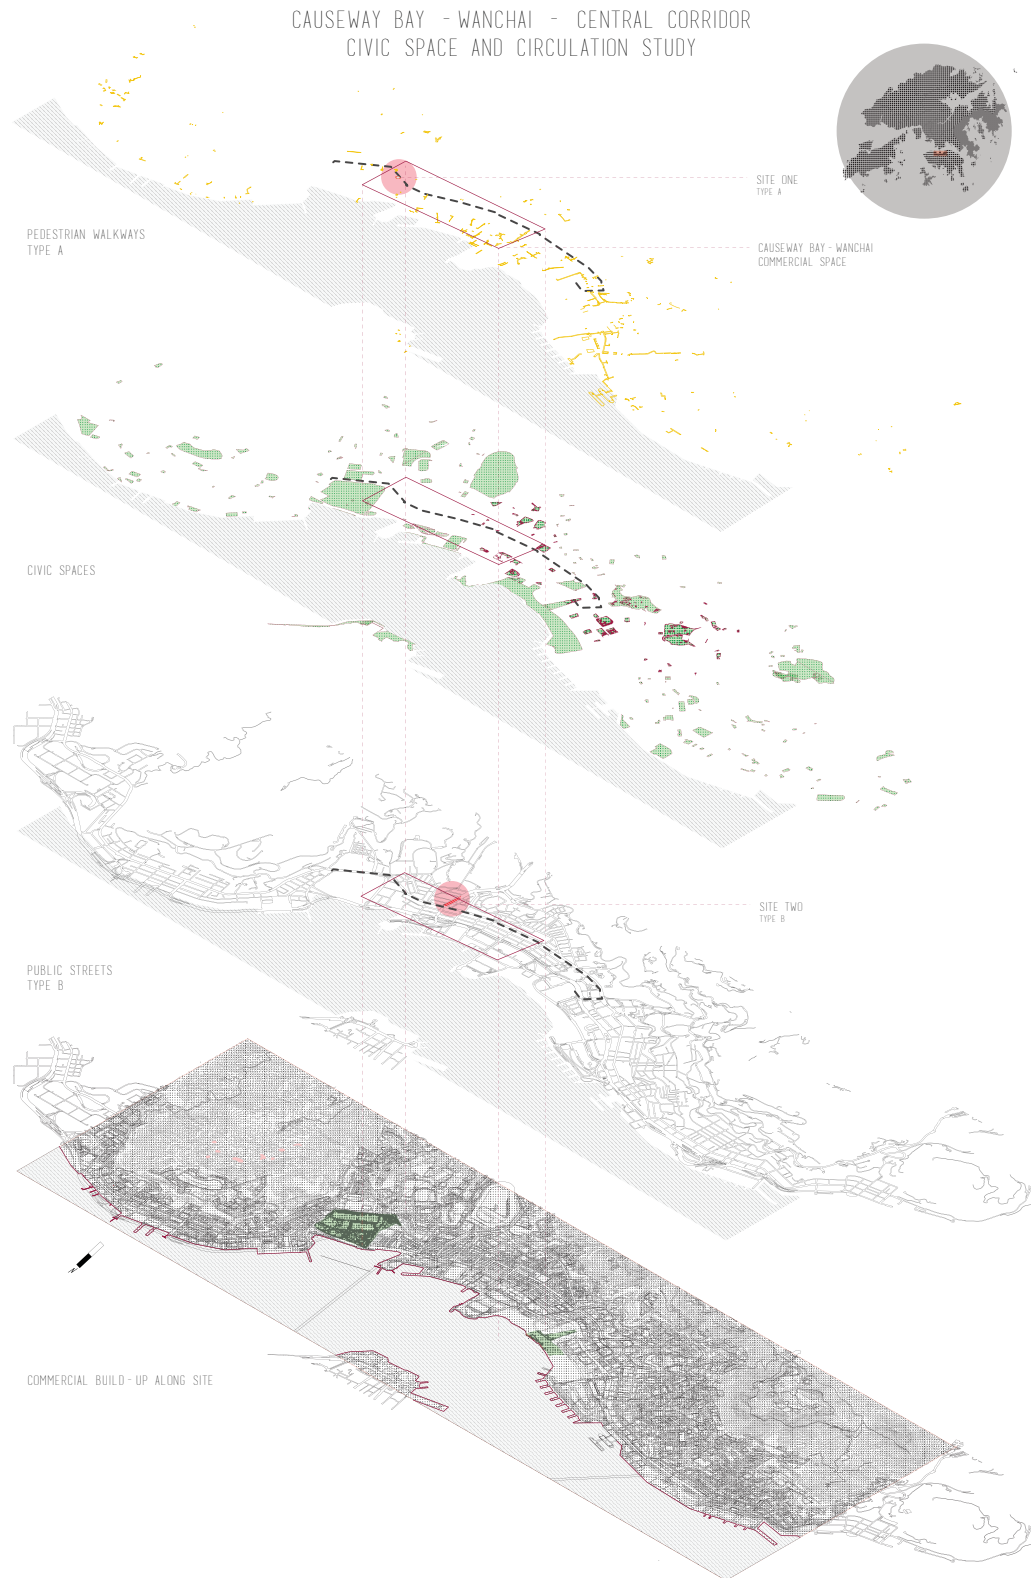 CAUSEWAY BAY - WANCHAI - CENTRAL CORRIDOR
CIVIC SPACE AND CIRCULATION STUDY
SITE ONE
TYPE A
PEDESTRIAN WALKWAYS
TYPE A
CAUSEWAY BAY - WANCHAI
COMMERCIAL SPACE
CIVIC SPACES
SITE TWO
TYPE B
PUBLIC STREETS
TYPE B
COMMERCIAL BUILD - UP ALONG SITE